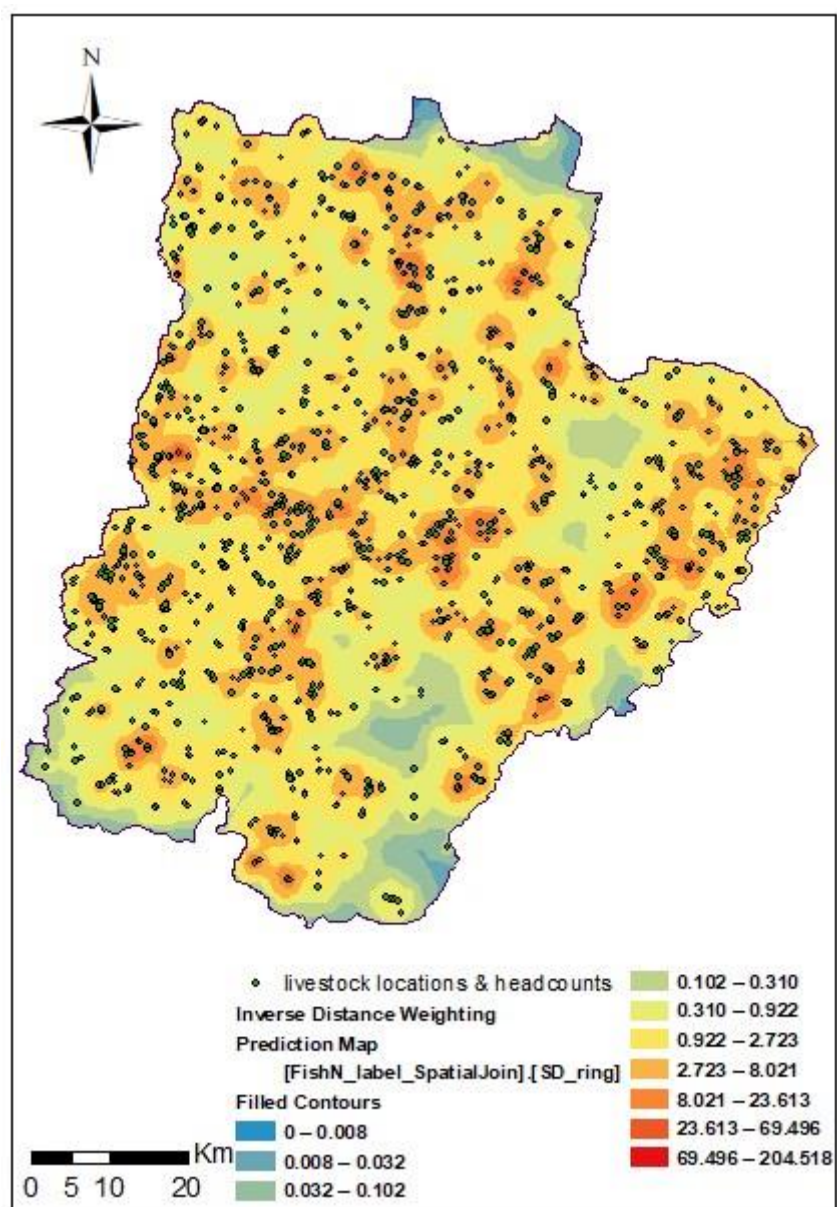 N
livestock locations & headcounts
Inverse Distance Weighting
Prediction Map
[FishN_label_SpatialJoin].[SD_ring]
Filled Contours
0 – 0.008
0.008 – 0.032
0.032 – 0.102
0.102 – 0.310
0.310 – 0.922
0.922 – 2.723
2.723 – 8.021
8.021 – 23.613
23.613 – 69.496
69.496 – 204.518
Km
0 5 10 20